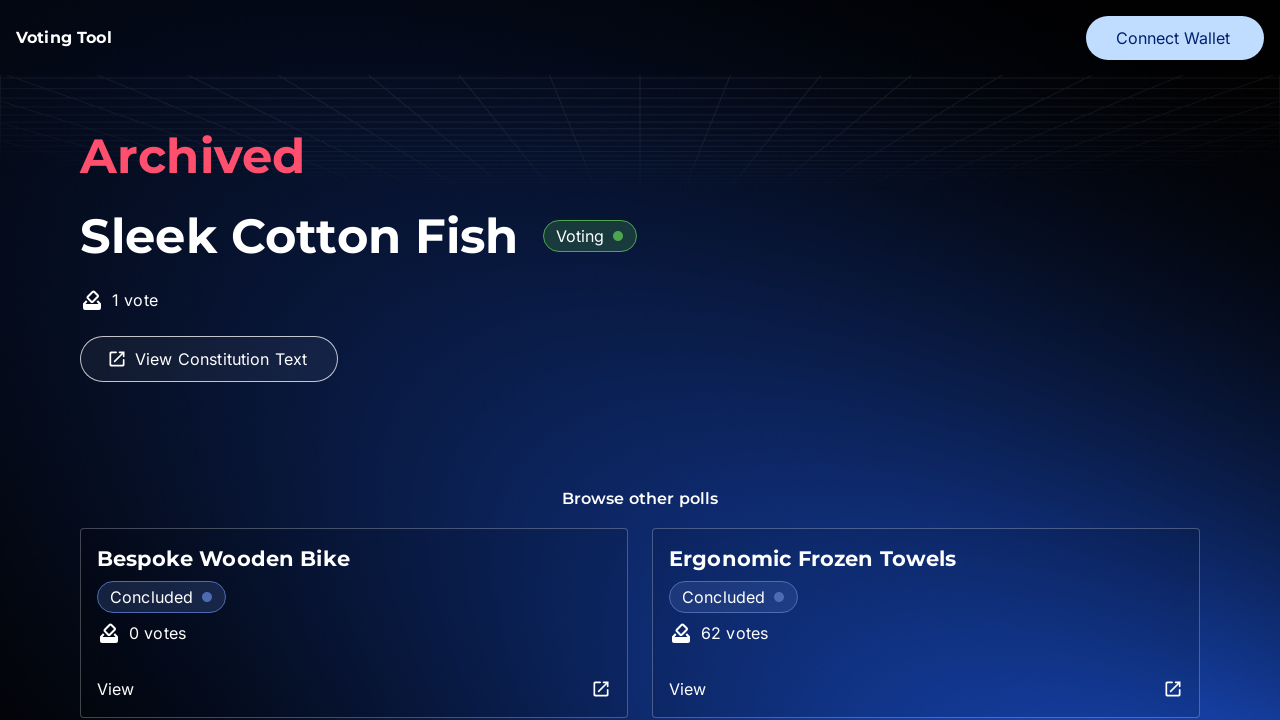 Voting Tool
Connect Wallet
Archived
Sleek Cotton Fish
Voting
1 vote
View Constitution Text
Browse other polls
Bespoke Wooden Bike
Concluded
0 votes
View
Ergonomic Frozen Towels
Concluded
62 votes
View